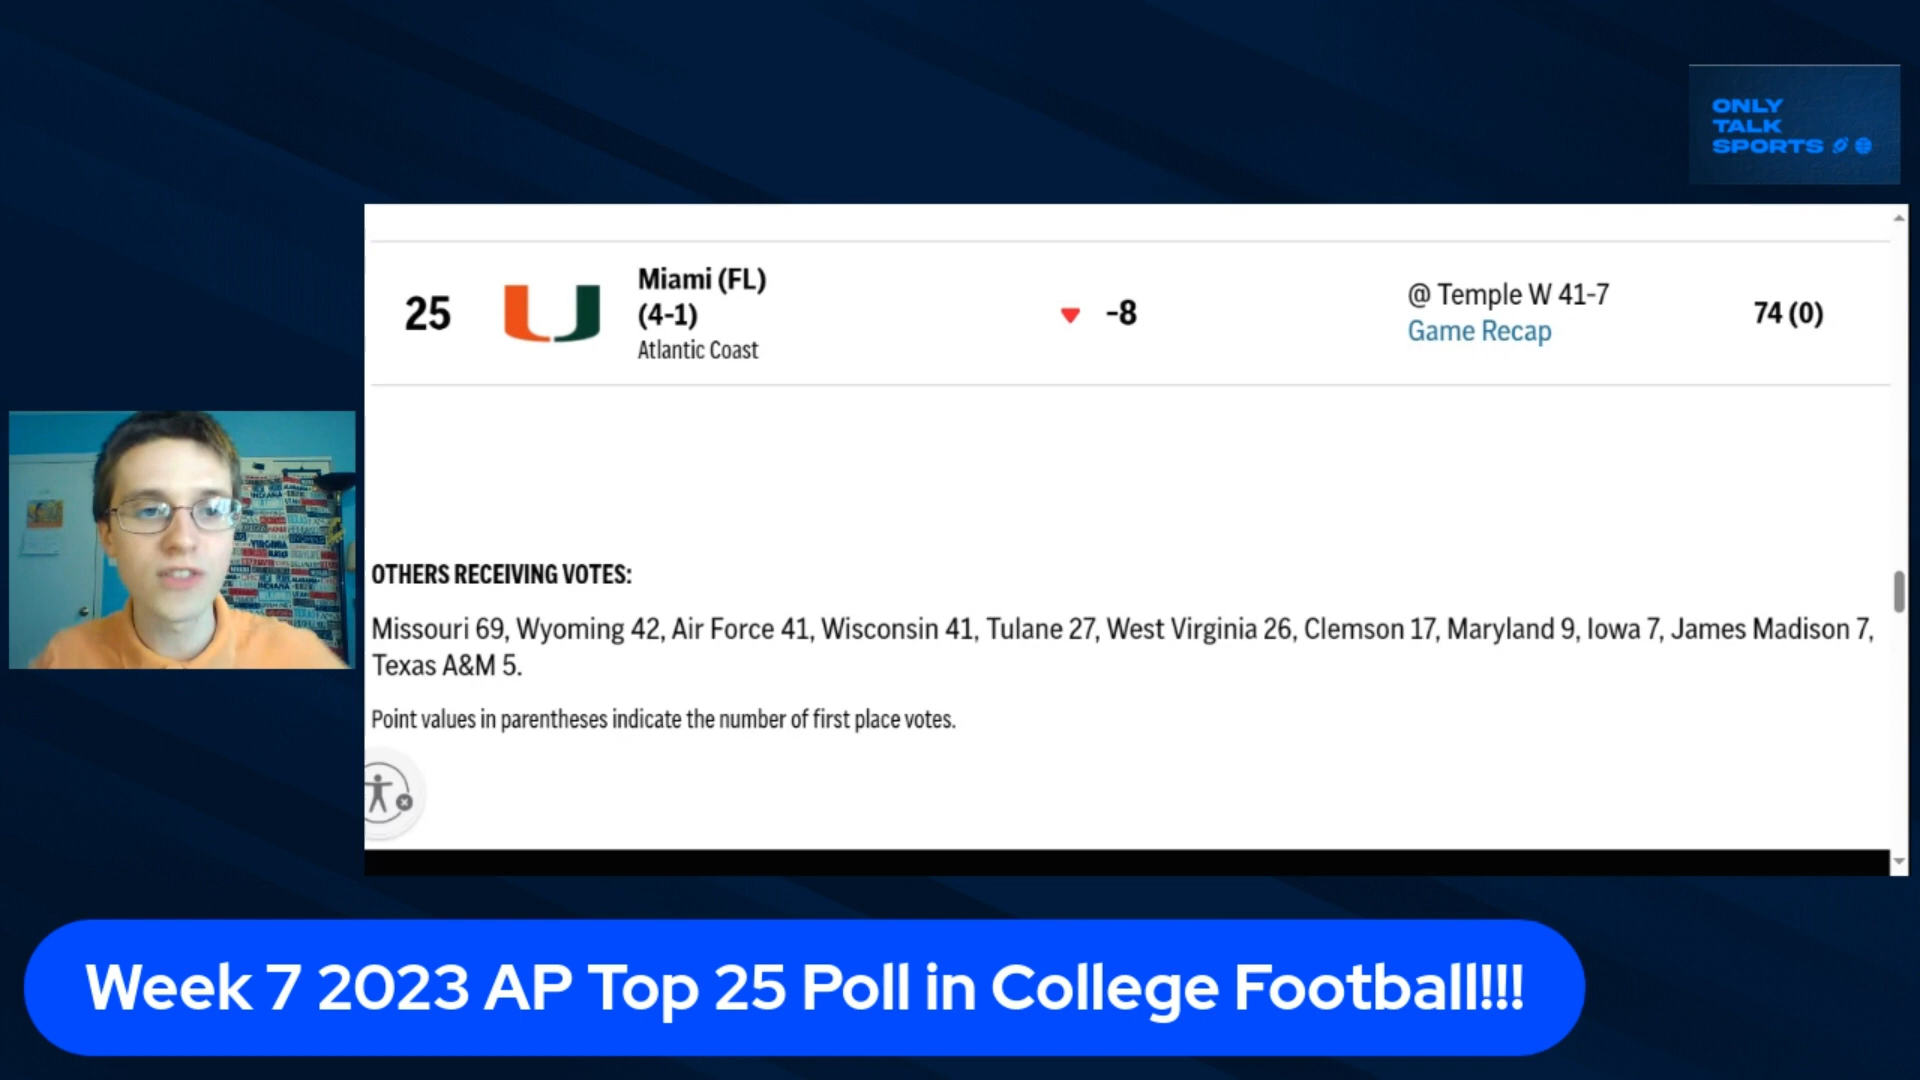 ONLY
TALK
SPORTS
25
Miami (FL)
(4-1)
Atlantic Coast
-8
@ Temple W 41-7
Game Recap
74 (0)
OTHERS RECEIVING VOTES:
Missouri 69, Wyoming 42, Air Force 41, Wisconsin 41, Tulane 27, West Virginia 26, Clemson 17, Maryland 9, Iowa 7, James Madison 7,
Texas A&M 5.
Point values in parentheses indicate the number of first place votes.
INDIANA
VIRGINIA
INDIANA
Week 7 2023 AP Top 25 Poll in College Football!!!